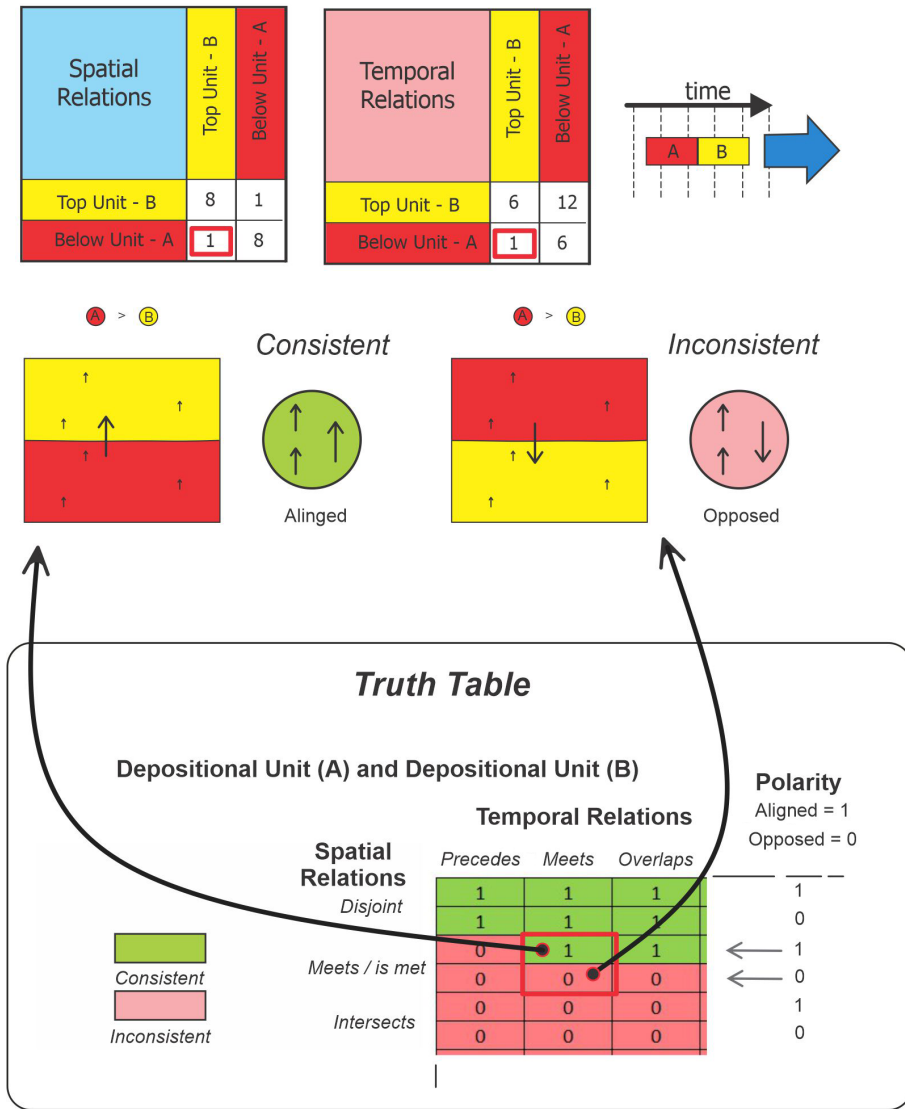 Spatial Relations
Top Unit - B
Below Unit - A
Top Unit - B 8 1
Below Unit - A 1 8
Temporal Relations
Top Unit - B
Below Unit - A
Top Unit - B 6 12
Below Unit - A 1 6
time
A B
A > B
Consistent
Alinged
A > B
Inconsistent
Opposed
Truth Table
Depositional Unit (A) and Depositional Unit (B)
Polarity
Aligned = 1
Opposed = 0
Temporal Relations
Spatial
Relations
Precedes Meets Overlaps
Disjoint
1 1 1 1
1 1 1 0
Meets / is met
0 1 1 1
0 0 0 0
Intersects
0 0 0 1
0 0 0 0
Consistent
Inconsistent